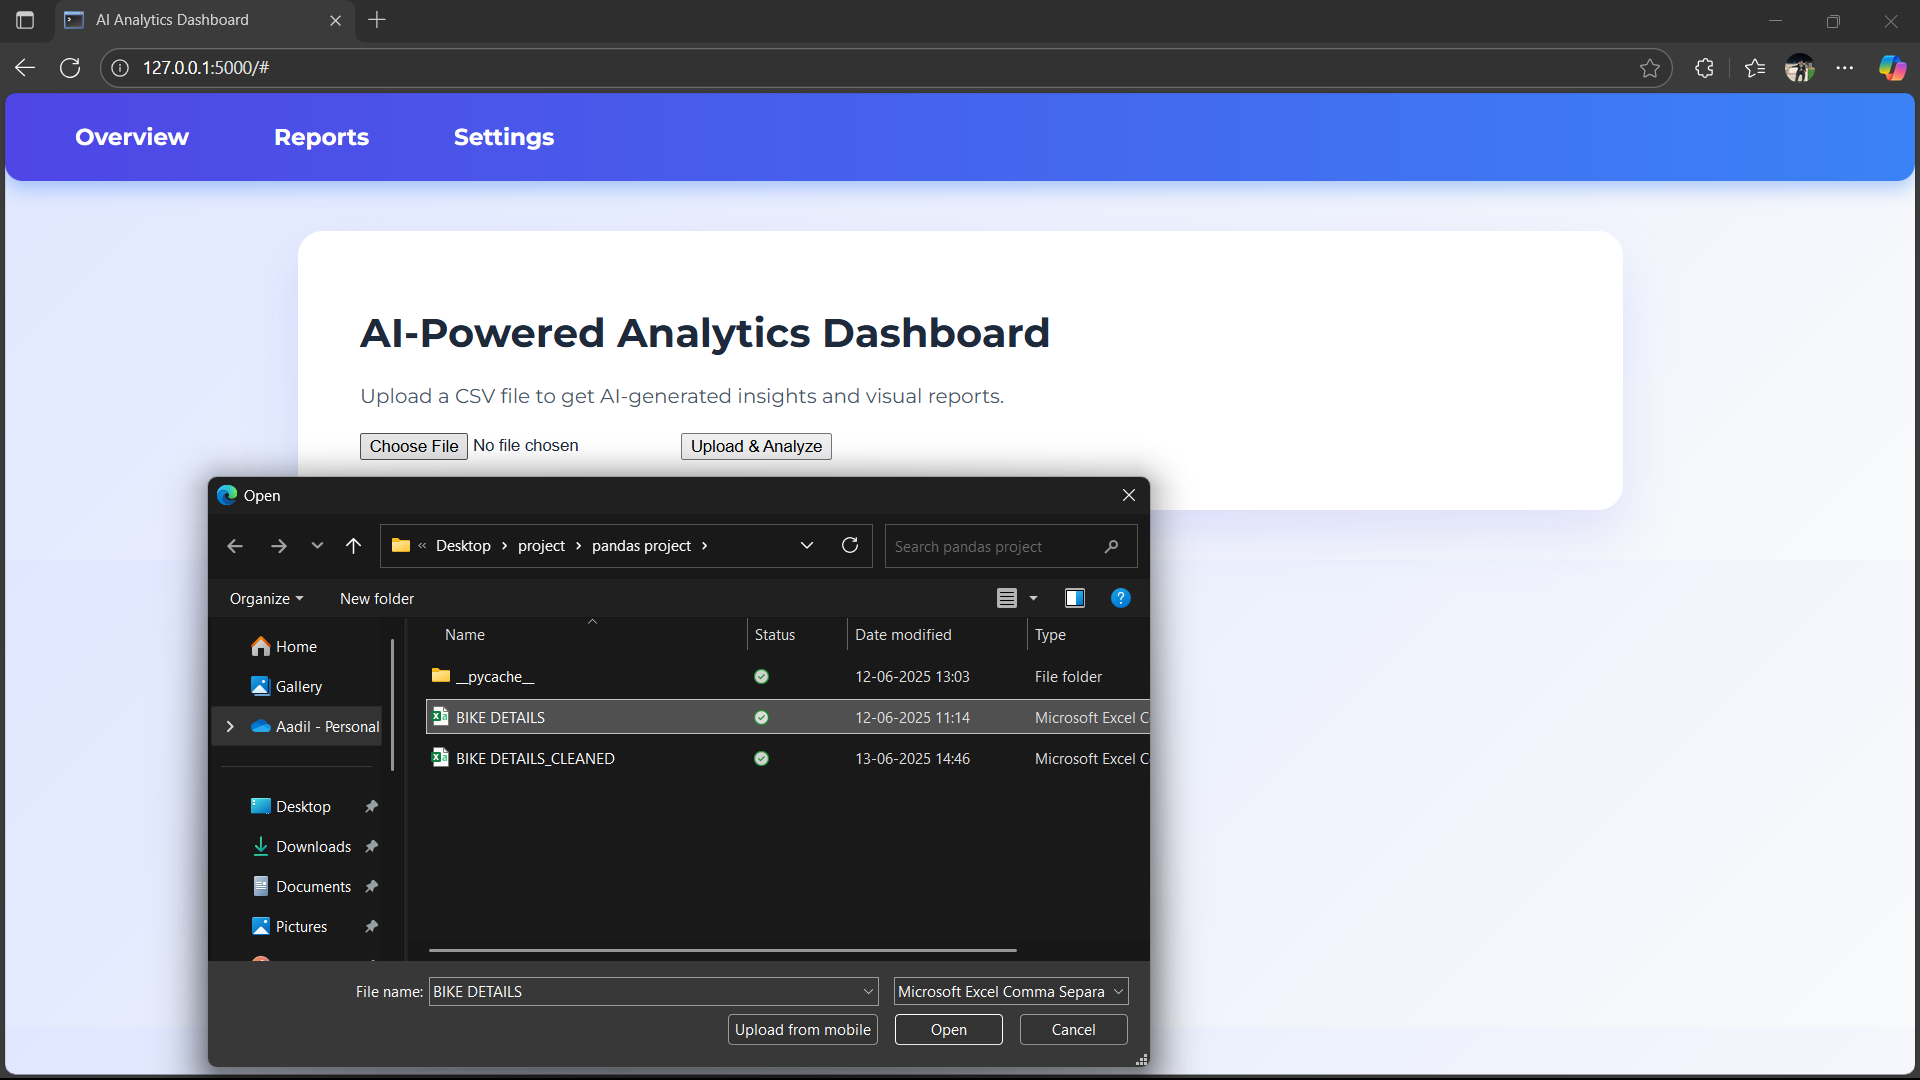 AI Analytics Dashboard
127.0.0.1:5000/#
Overview Reports Settings
AI-Powered Analytics Dashboard
Upload a CSV file to get AI-generated insights and visual reports.
Choose File No file chosen Upload & Analyze
Open
« Desktop > project > pandas project > Search pandas project
Organize New folder
Name Status Date modified Type
Home
Gallery
Aadil - Personal
Desktop
Downloads
Documents
Pictures
__pycache__ 12-06-2025 13:03 File folder
BIKE DETAILS 12-06-2025 11:14 Microsoft Excel C
BIKE DETAILS_CLEANED 13-06-2025 14:46 Microsoft Excel C
File name: BIKE DETAILS Microsoft Excel Comma Separa
Upload from mobile Open Cancel